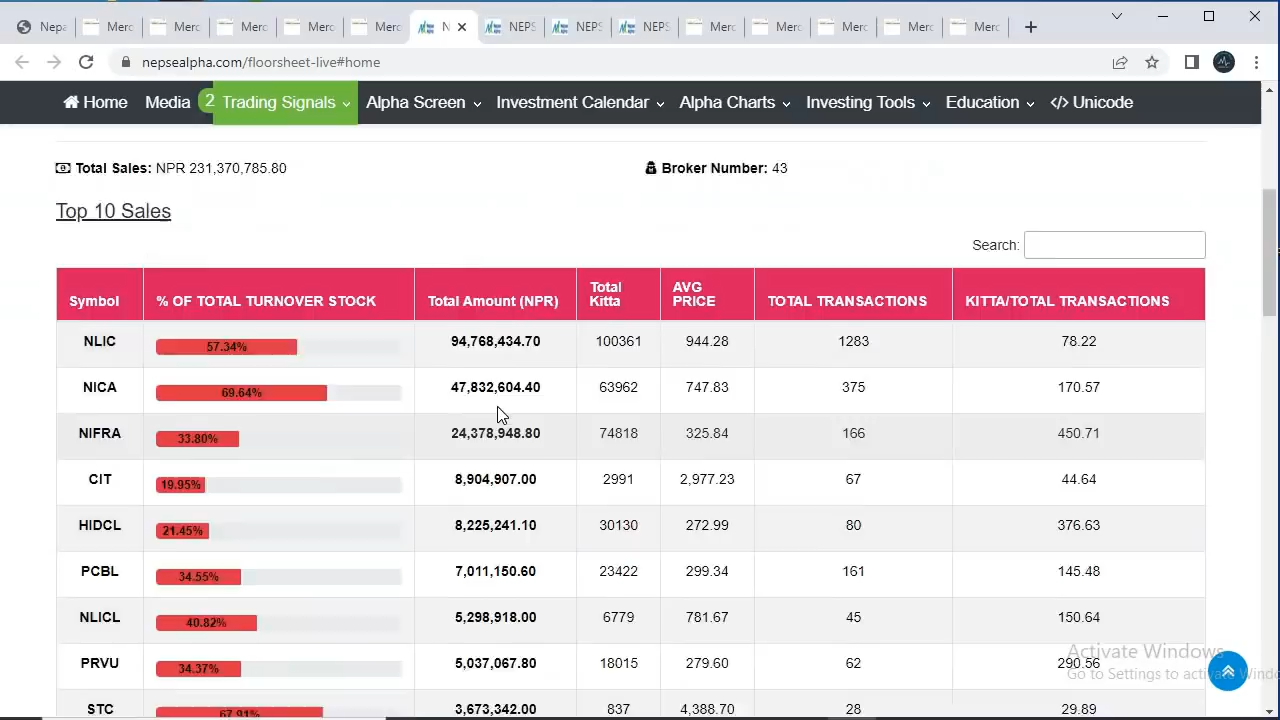 Nepa Merc Merc Merc Merc Merc N NEPS NEPS NEPS Merc Merc Merc Merc Merc
nepsealpha.com/floorsheet-live#home
Home Media 2 Trading Signals Alpha Screen Investment Calendar Alpha Charts Investing Tools Education </> Unicode
Total Sales: NPR 231,370,785.80 Broker Number: 43
Top 10 Sales
Search:
Symbol % OF TOTAL TURNOVER STOCK Total Amount (NPR) Total Kitta AVG PRICE TOTAL TRANSACTIONS KITTA/TOTAL TRANSACTIONS
NLIC 57.34% 94,768,434.70 100361 944.28 1283 78.22
NICA 69.64% 47,832,604.40 63962 747.83 375 170.57
NIFRA 33.80% 24,378,948.80 74818 325.84 166 450.71
CIT 19.95% 8,904,907.00 2991 2,977.23 67 44.64
HIDCL 21.45% 8,225,241.10 30130 272.99 80 376.63
PCBL 34.55% 7,011,150.60 23422 299.34 161 145.48
NLICL 40.82% 5,298,918.00 6779 781.67 45 150.64
PRVU 34.37% 5,037,067.80 18015 279.60 62 290.56
STC 67.91% 3,673,342.00 837 4,388.70 28 29.89
Activate Windows
Go to Settings to activate Windo